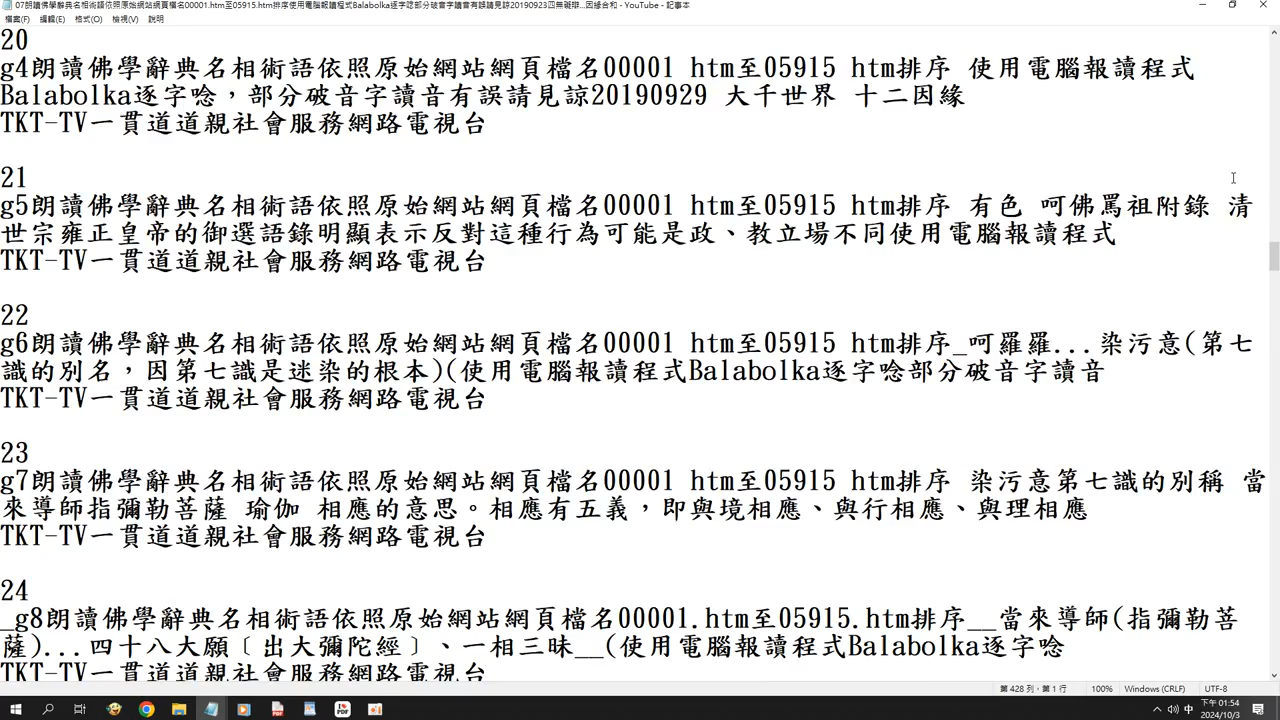 07朗讀佛學辭典名相術語依照原始網站網頁檔名00001.htm至05915.htm排序使用電腦報讀程式Balabolka逐字唸部分破音字讀音有誤請見諒20190923四無礙辯...因緣合和 - YouTube - 記事本
檔案(F) 編輯(E) 格式(O) 檢視(V) 說明
20
g4朗讀佛學辭典名相術語依照原始網站網頁檔名00001 htm至05915 htm排序 使用電腦報讀程式
Balabolka逐字唸，部分破音字讀音有誤請見諒20190929 大千世界 十二因緣
TKT-TV一貫道道親社會服務網路電視台
21
g5朗讀佛學辭典名相術語依照原始網站網頁檔名00001 htm至05915 htm排序 有色 呵佛罵祖附錄 清
世宗雍正皇帝的御選語錄明顯表示反對這種行為可能是政、教立場不同使用電腦報讀程式
TKT-TV一貫道道親社會服務網路電視台
22
g6朗讀佛學辭典名相術語依照原始網站網頁檔名00001 htm至05915 htm排序_呵羅羅...染污意(第七
識的別名，因第七識是迷染的根本)(使用電腦報讀程式Balabolka逐字唸部分破音字讀音
TKT-TV一貫道道親社會服務網路電視台
23
g7朗讀佛學辭典名相術語依照原始網站網頁檔名00001 htm至05915 htm排序 染污意第七識的別稱 當
來導師指彌勒菩薩 瑜伽 相應的意思。相應有五義，即與境相應、與行相應、與理相應
TKT-TV一貫道道親社會服務網路電視台
24
_g8朗讀佛學辭典名相術語依照原始網站網頁檔名00001.htm至05915.htm排序__當來導師(指彌勒菩
薩)...四十八大願〔出大彌陀經〕、一相三昧__(使用電腦報讀程式Balabolka逐字唸
TKT-TV一貫道道親社會服務網路電視台
第 428 列，第 1 行 100% Windows (CRLF) UTF-8
中 下午 01:54
2024/10/3